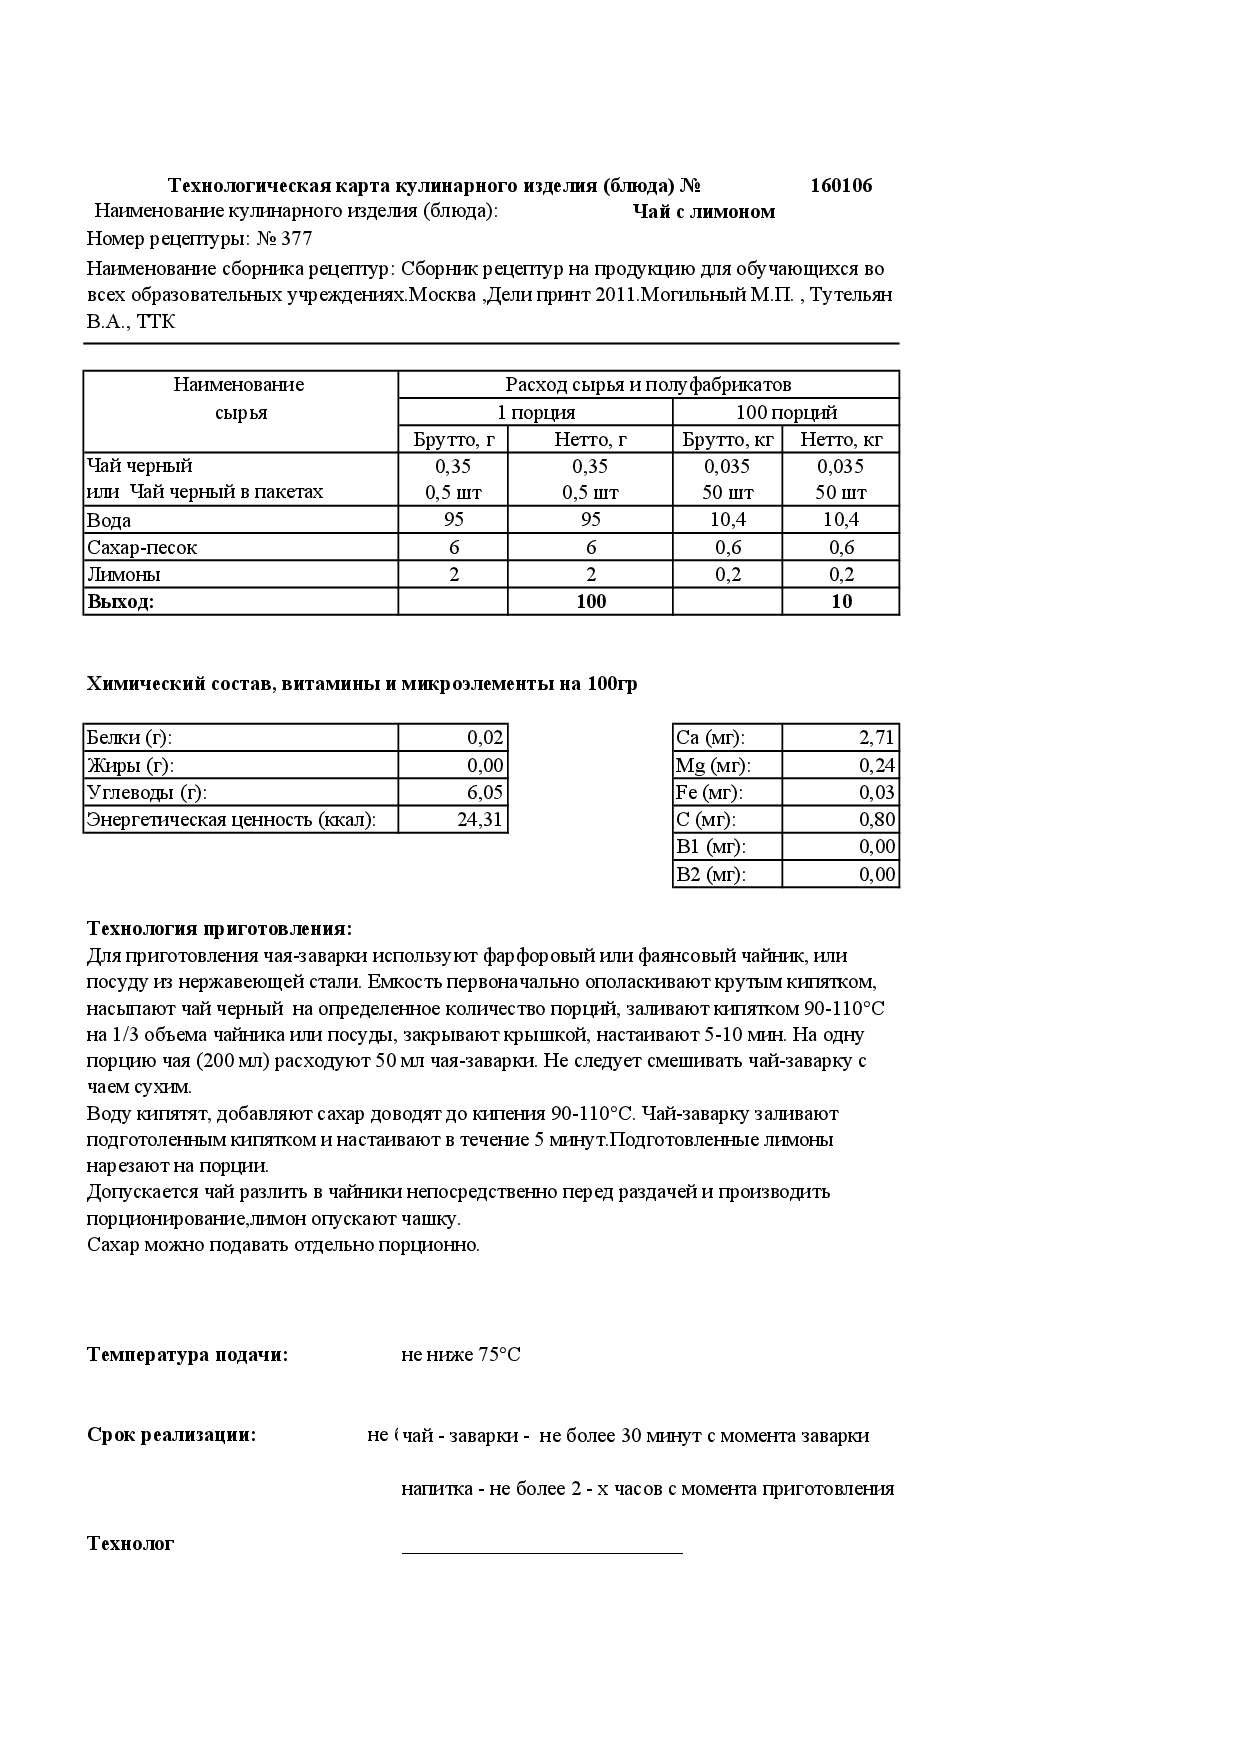 Технологическая карта кулинарного изделия (блюда) № 160106
Наименование кулинарного изделия (блюда): Чай с лимоном
Номер рецептуры: № 377
Наименование сборника рецептур: Сборник рецептур на продукцию для обучающихся во
всех образовательных учреждениях.Москва ,Дели принт 2011.Могильный М.П. , Тутельян
В.А., ТТК
Наименование Расход сырья и полуфабрикатов
сырья 1 порция 100 порций
Брутто, г Нетто, г Брутто, кг Нетто, кг
Чай черный 0,35 0,35 0,035 0,035
или Чай черный в пакетах 0,5 шт 0,5 шт 50 шт 50 шт
Вода 95 95 10,4 10,4
Сахар-песок 6 6 0,6 0,6
Лимоны 2 2 0,2 0,2
Выход: 100 10
Химический состав, витамины и микроэлементы на 100гр
Белки (г): 0,02 Ca (мг): 2,71
Жиры (г): 0,00 Mg (мг): 0,24
Углеводы (г): 6,05 Fe (мг): 0,03
Энергетическая ценность (ккал): 24,31 C (мг): 0,80
B1 (мг): 0,00
B2 (мг): 0,00
Технология приготовления:
Для приготовления чая-заварки используют фарфоровый или фаянсовый чайник, или
посуду из нержавеющей стали. Емкость первоначально ополаскивают крутым кипятком,
насыпают чай черный на определенное количество порций, заливают кипятком 90-110°С
на 1/3 объема чайника или посуды, закрывают крышкой, настаивают 5-10 мин. На одну
порцию чая (200 мл) расходуют 50 мл чая-заварки. Не следует смешивать чай-заварку с
чаем сухим.
Воду кипятят, добавляют сахар доводят до кипения 90-110°С. Чай-заварку заливают
подготоленным кипятком и настаивают в течение 5 минут.Подготовленные лимоны
нарезают на порции.
Допускается чай разлить в чайники непосредственно перед раздачей и производить
порционирование,лимон опускают чашку.
Сахар можно подавать отдельно порционно.
Температура подачи: не ниже 75°С
Срок реализации: не чай - заварки - не более 30 минут с момента заварки
напитка - не более 2 - х часов с момента приготовления
Технолог